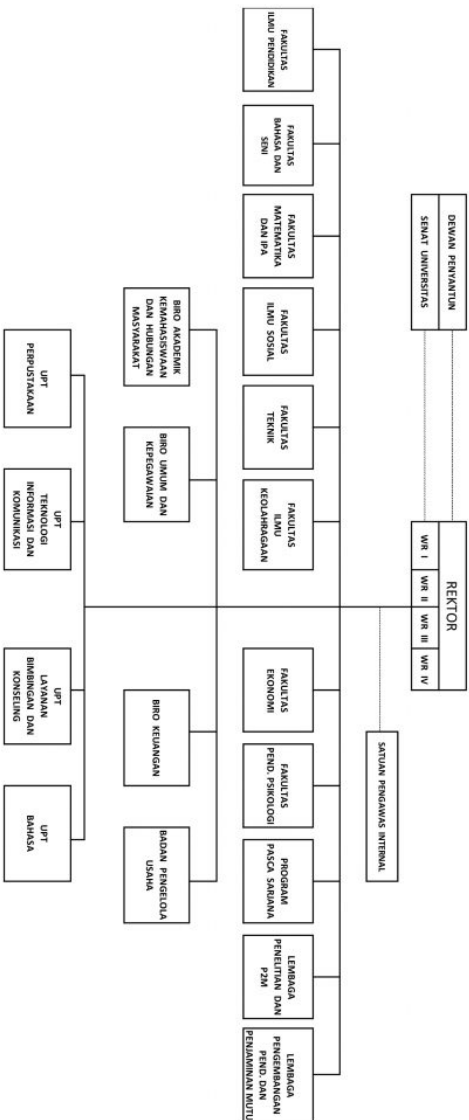 DEWAN PENYANTUN
SENAT UNIVERSITAS
REKTOR
WR I
WR II
WR III
WR IV
SATUAN PENGAWAS INTERNAL
FAKULTAS
ILMU PENDIDIKAN
FAKULTAS
BAHASA DAN
SENI
FAKULTAS
MATEMATIKA
DAN IPA
FAKULTAS
ILMU SOSIAL
FAKULTAS
TEKNIK
FAKULTAS
ILMU
KEOLAHRAGAAN
FAKULTAS
EKONOMI
FAKULTAS
PEND. PSIKOLOGI
PROGRAM
PASCA SARJANA
LEMBAGA
PENELITIAN DAN
P2M
LEMBAGA
PENGEMBANGAN
PEND. DAN
PENJAMINAN MUTU
BIRO AKADEMIK
KEMAHASISWAAN
DAN HUBUNGAN
MASYARAKAT
BIRO UMUM DAN
KEPEGAWAIAN
BIRO KEUANGAN
BADAN PENGELOLA
USAHA
UPT
PERPUSTAKAAN
UPT
TEKNOLOGI
INFORMASI DAN
KOMUNIKASI
UPT
LAYANAN
BIMBINGAN DAN
KONSELING
UPT
BAHASA